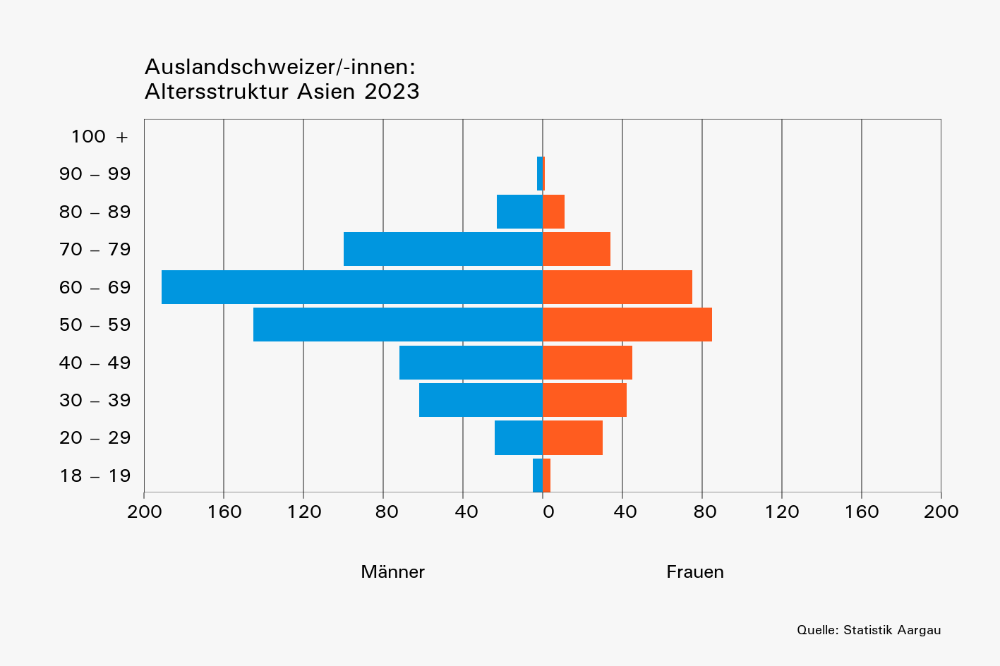 Auslandschweizer/-innen:
Altersstruktur Asien 2023
100 +
90 – 99
80 – 89
70 – 79
60 – 69
50 – 59
40 – 49
30 – 39
20 – 29
18 – 19
200 160 120 80 40 0 40 80 120 160 200
Männer Frauen
Quelle: Statistik Aargau